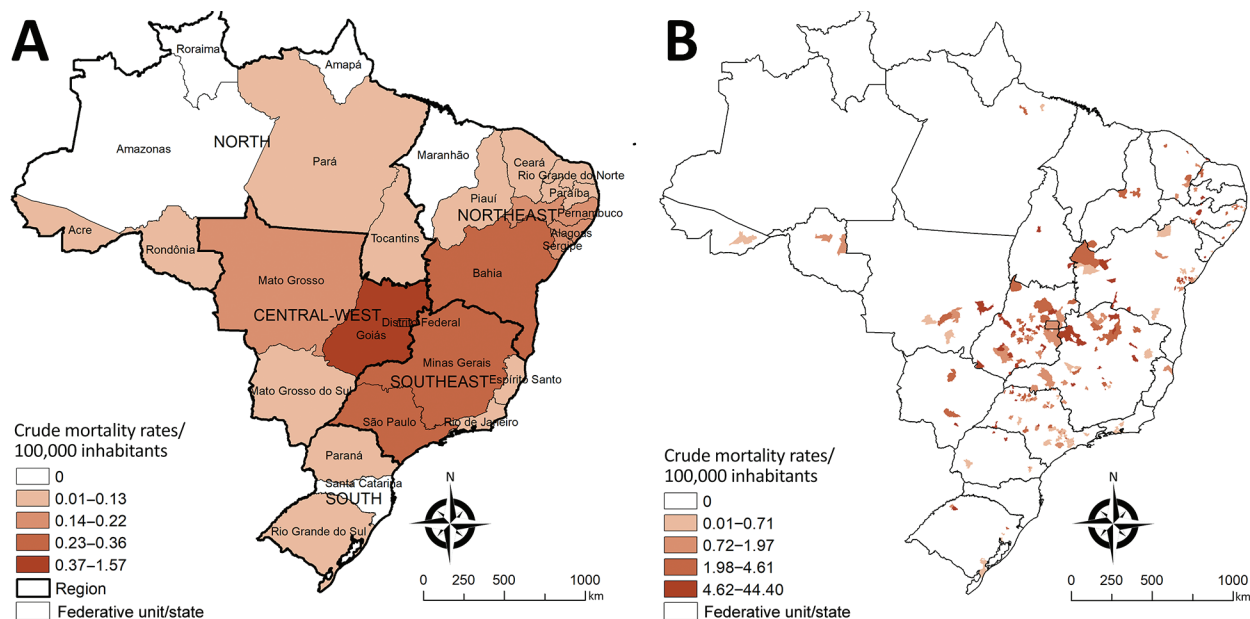 A
Roraima
Amapá
Amazonas
NORTH
Pará
Maranhão
Ceará
Rio Grande do Norte
Paraíba
Piauí
NORTHEAST
Pernambuco
Acre
Rondônia
Tocantins
Alagoas
Sergipe
Bahia
Mato Grosso
CENTRAL-WEST
Distrito Federal
Goiás
Minas Gerais
SOUTHEAST
Espírito Santo
Mato Grosso do Sul
São Paulo
Rio de Janeiro
Paraná
Santa Catarina
SOUTH
Rio Grande do Sul
Crude mortality rates/
100,000 inhabitants
0
0.01–0.13
0.14–0.22
0.23–0.36
0.37–1.57
Region
Federative unit/state
N
0 250 500 1000
km
B
Crude mortality rates/
100,000 inhabitants
0
0.01–0.71
0.72–1.97
1.98–4.61
4.62–44.40
Federative unit/state
N
0 250 500 1000
km